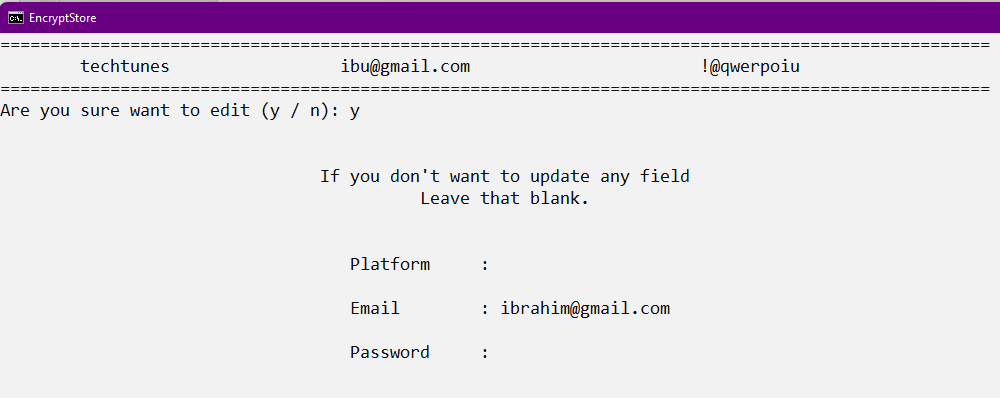 EncryptStore
===================================================================================================
techtunes ibu@gmail.com !@qwerpoiu
===================================================================================================
Are you sure want to edit (y / n): y
If you don't want to update any field
Leave that blank.
Platform :
Email : ibrahim@gmail.com
Password :